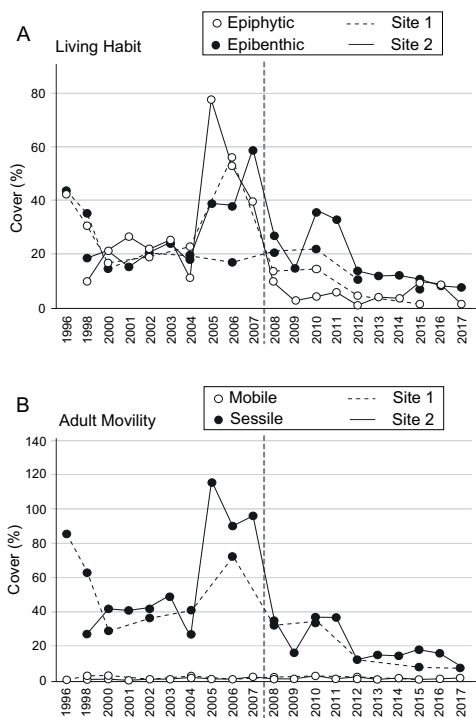 A
Living Habit
Epiphytic Site 1
Epibenthic Site 2
Cover (%)
80
60
40
20
0
1996 1998 2000 2001 2002 2003 2004 2005 2006 2007 2008 2009 2010 2011 2012 2013 2014 2015 2016 2017
B
Adult Movility
Mobile Site 1
Sessile Site 2
Cover (%)
140
120
100
80
60
40
20
0
1996 1998 2000 2001 2002 2003 2004 2005 2006 2007 2008 2009 2010 2011 2012 2013 2014 2015 2016 2017